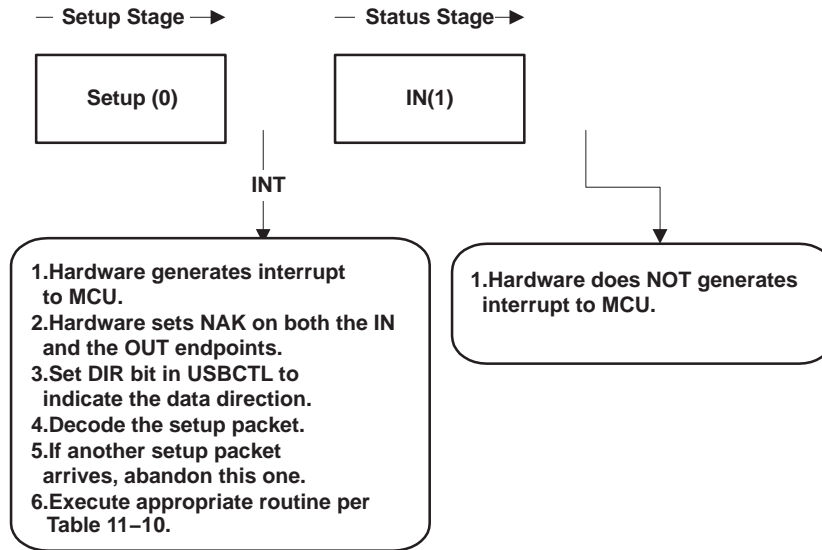 Setup Stage
Status Stage
Setup (0)
IN(1)
INT
1.Hardware generates interrupt
to MCU.
2.Hardware sets NAK on both the IN
and the OUT endpoints.
3.Set DIR bit in USBCTL to
indicate the data direction.
4.Decode the setup packet.
5.If another setup packet
arrives, abandon this one.
6.Execute appropriate routine per
Table 11–10.
1.Hardware does NOT generates
interrupt to MCU.